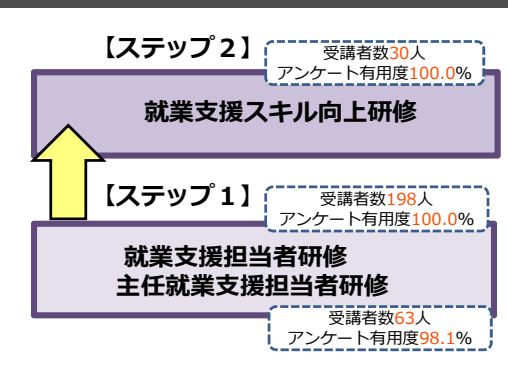 【ステップ２】
受講者数30人
アンケート有用度100.0%
就業支援スキル向上研修
【ステップ１】
受講者数198人
アンケート有用度100.0%
就業支援担当者研修
主任就業支援担当者研修
受講者数63人
アンケート有用度98.1%